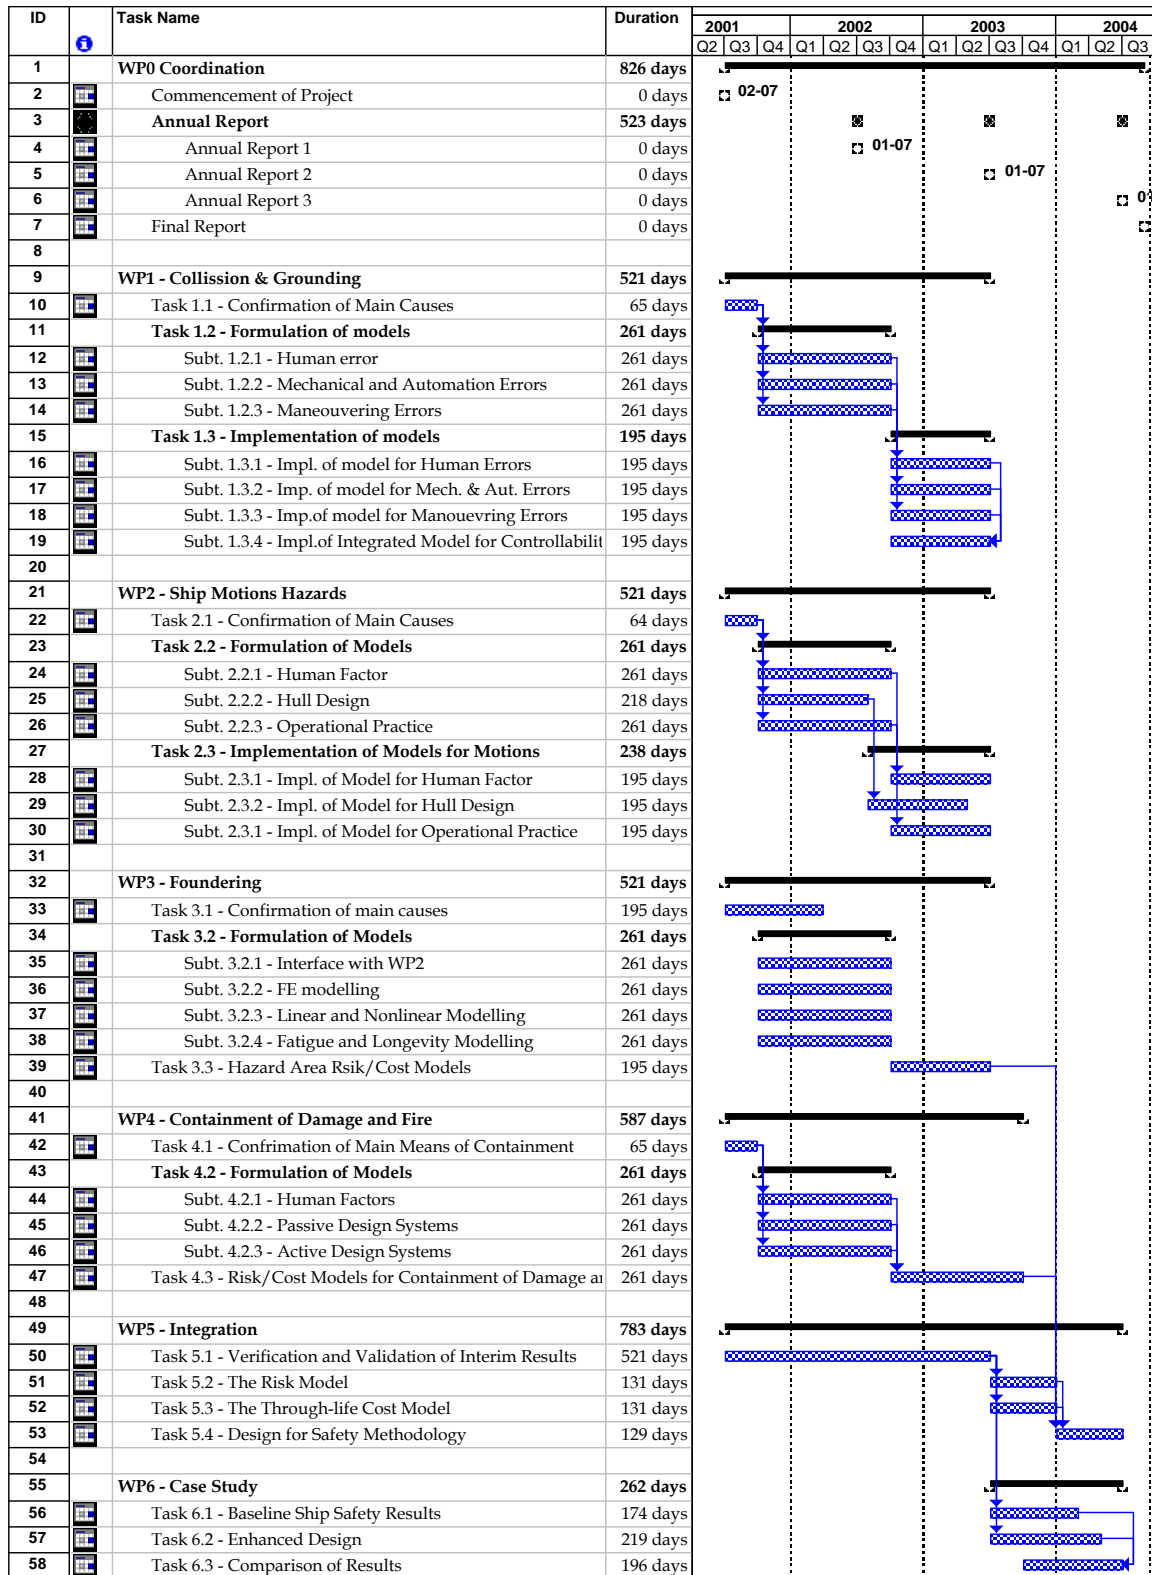 ID Task Name Duration 2001 2002 2003 2004
Q2 Q3 Q4 Q1 Q2 Q3 Q4 Q1 Q2 Q3 Q4 Q1 Q2 Q3
1 WP0 Coordination 826 days
2 Commencement of Project 0 days 02-07
3 Annual Report 523 days
4 Annual Report 1 0 days 01-07
5 Annual Report 2 0 days 01-07
6 Annual Report 3 0 days
7 Final Report 0 days
8
9 WP1 - Collission & Grounding 521 days
10 Task 1.1 - Confirmation of Main Causes 65 days
11 Task 1.2 - Formulation of models 261 days
12 Subt. 1.2.1 - Human error 261 days
13 Subt. 1.2.2 - Mechanical and Automation Errors 261 days
14 Subt. 1.2.3 - Maneouvering Errors 261 days
15 Task 1.3 - Implementation of models 195 days
16 Subt. 1.3.1 - Impl. of model for Human Errors 195 days
17 Subt. 1.3.2 - Imp. of model for Mech. & Aut. Errors 195 days
18 Subt. 1.3.3 - Imp.of model for Manouevring Errors 195 days
19 Subt. 1.3.4 - Impl.of Integrated Model for Controllabilit 195 days
20
21 WP2 - Ship Motions Hazards 521 days
22 Task 2.1 - Confirmation of Main Causes 64 days
23 Task 2.2 - Formulation of Models 261 days
24 Subt. 2.2.1 - Human Factor 261 days
25 Subt. 2.2.2 - Hull Design 218 days
26 Subt. 2.2.3 - Operational Practice 261 days
27 Task 2.3 - Implementation of Models for Motions 238 days
28 Subt. 2.3.1 - Impl. of Model for Human Factor 195 days
29 Subt. 2.3.2 - Impl. of Model for Hull Design 195 days
30 Subt. 2.3.1 - Impl. of Model for Operational Practice 195 days
31
32 WP3 - Foundering 521 days
33 Task 3.1 - Confirmation of main causes 195 days
34 Task 3.2 - Formulation of Models 261 days
35 Subt. 3.2.1 - Interface with WP2 261 days
36 Subt. 3.2.2 - FE modelling 261 days
37 Subt. 3.2.3 - Linear and Nonlinear Modelling 261 days
38 Subt. 3.2.4 - Fatigue and Longevity Modelling 261 days
39 Task 3.3 - Hazard Area Rsik/Cost Models 195 days
40
41 WP4 - Containment of Damage and Fire 587 days
42 Task 4.1 - Confrimation of Main Means of Containment 65 days
43 Task 4.2 - Formulation of Models 261 days
44 Subt. 4.2.1 - Human Factors 261 days
45 Subt. 4.2.2 - Passive Design Systems 261 days
46 Subt. 4.2.3 - Active Design Systems 261 days
47 Task 4.3 - Risk/Cost Models for Containment of Damage 261 days
48
49 WP5 - Integration 783 days
50 Task 5.1 - Verification and Validation of Interim Results 521 days
51 Task 5.2 - The Risk Model 131 days
52 Task 5.3 - The Through-life Cost Model 131 days
53 Task 5.4 - Design for Safety Methodology 129 days
54
55 WP6 - Case Study 262 days
56 Task 6.1 - Baseline Ship Safety Results 174 days
57 Task 6.2 - Enhanced Design 219 days
58 Task 6.3 - Comparison of Results 196 days